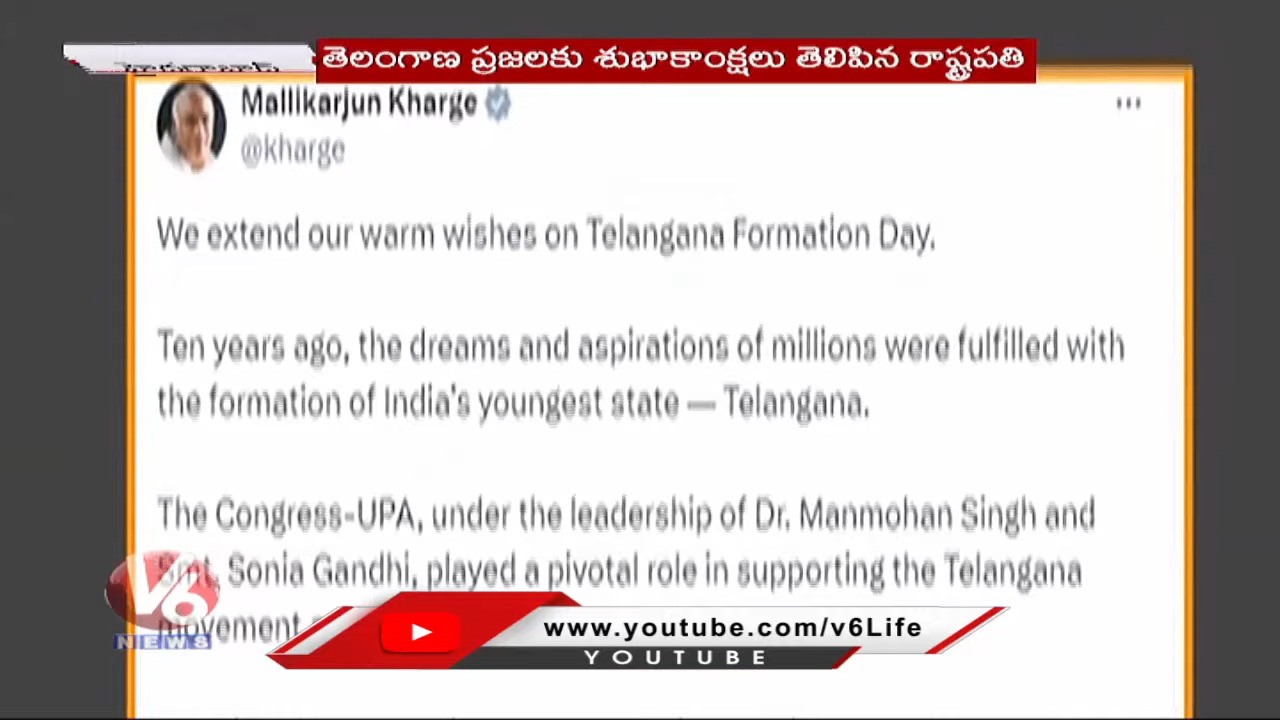 తెలంగాణ ప్రజలకు శుభాకాంక్షలు తెలిపిన రాష్ట్రపతి
Mallikarjun Kharge
@kharge
We extend our warm wishes on Telangana Formation Day.
Ten years ago, the dreams and aspirations of millions were fulfilled with
the formation of India's youngest state — Telangana.
The Congress-UPA, under the leadership of Dr. Manmohan Singh and
Smt. Sonia Gandhi, played a pivotal role in supporting the Telangana
movement
V6
NEWS
www.youtube.com/v6Life
YOUTUBE